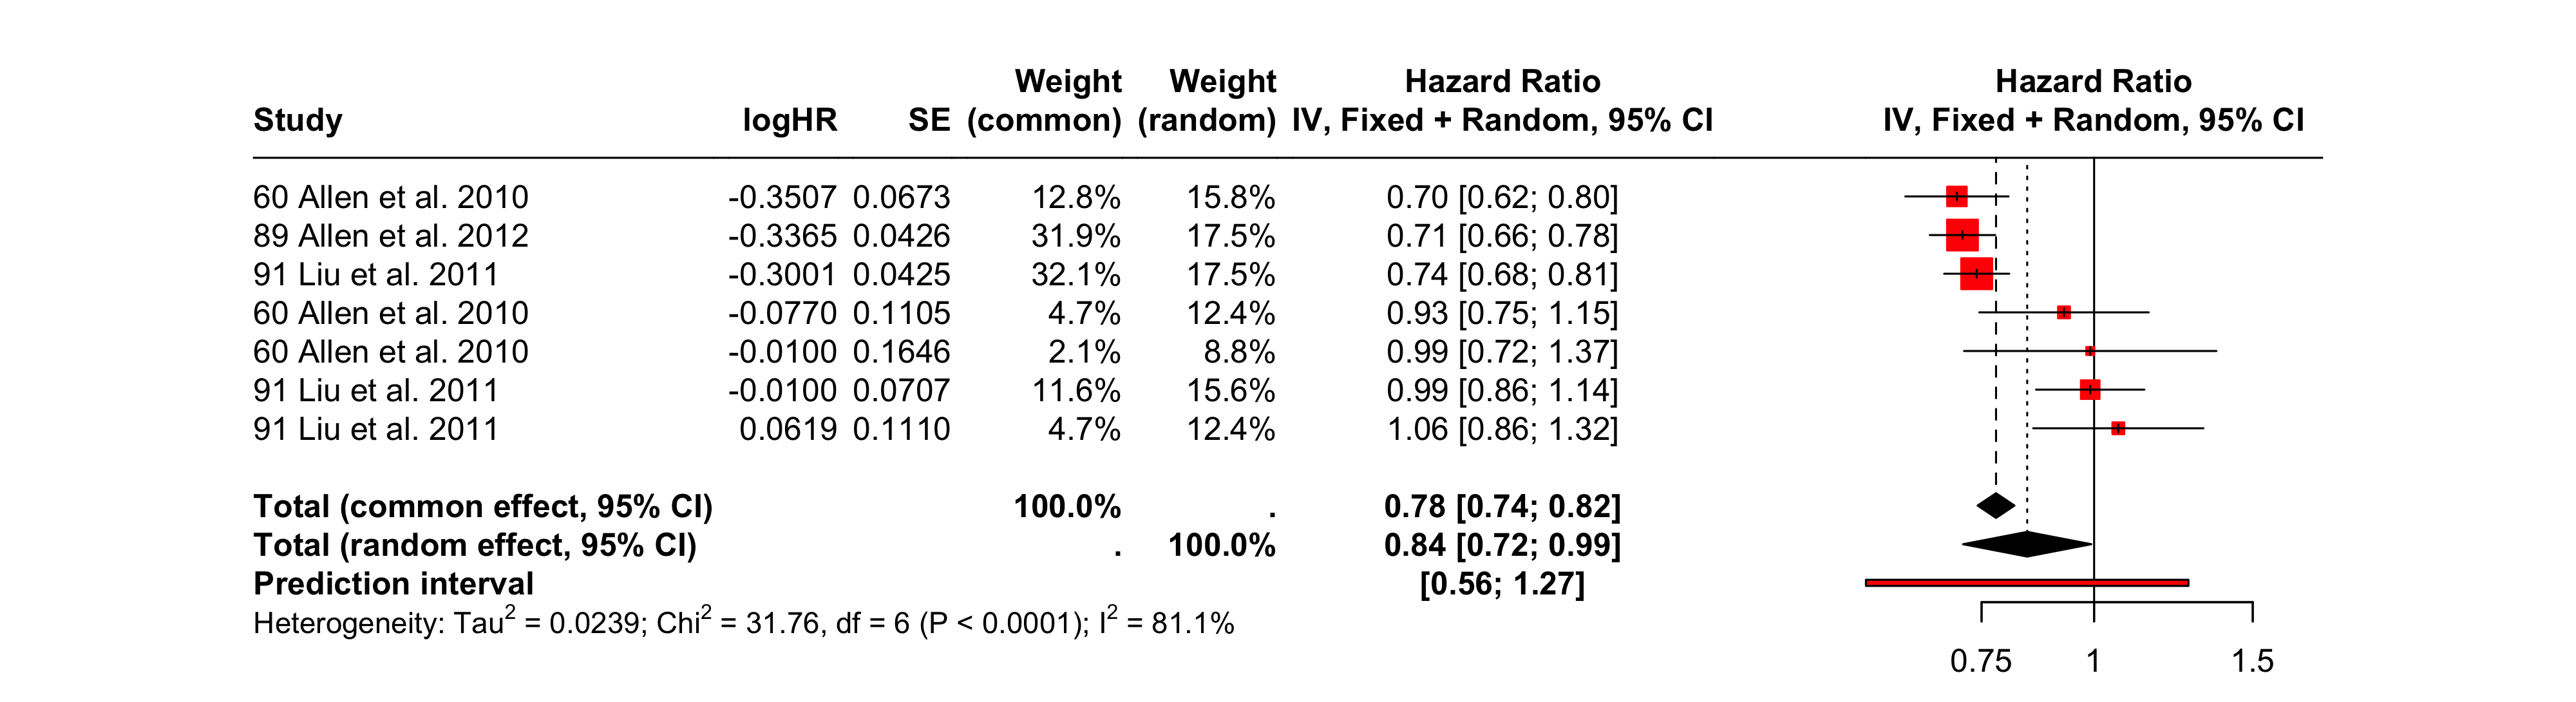 Weight Weight Hazard Ratio Hazard Ratio
Study logHR SE (common) (random) IV, Fixed + Random, 95% CI IV, Fixed + Random, 95% CI
60 Allen et al. 2010 -0.3507 0.0673 12.8% 15.8% 0.70 [0.62; 0.80]
89 Allen et al. 2012 -0.3365 0.0426 31.9% 17.5% 0.71 [0.66; 0.78]
91 Liu et al. 2011 -0.3001 0.0425 32.1% 17.5% 0.74 [0.68; 0.81]
60 Allen et al. 2010 -0.0770 0.1105 4.7% 12.4% 0.93 [0.75; 1.15]
60 Allen et al. 2010 -0.0100 0.1646 2.1% 8.8% 0.99 [0.72; 1.37]
91 Liu et al. 2011 -0.0100 0.0707 11.6% 15.6% 0.99 [0.86; 1.14]
91 Liu et al. 2011 0.0619 0.1110 4.7% 12.4% 1.06 [0.86; 1.32]
Total (common effect, 95% CI) 100.0% . 0.78 [0.74; 0.82]
Total (random effect, 95% CI) . 100.0% 0.84 [0.72; 0.99]
Prediction interval [0.56; 1.27]
Heterogeneity: Tau² = 0.0239; Chi² = 31.76, df = 6 (P < 0.0001); I² = 81.1%
0.75 1 1.5